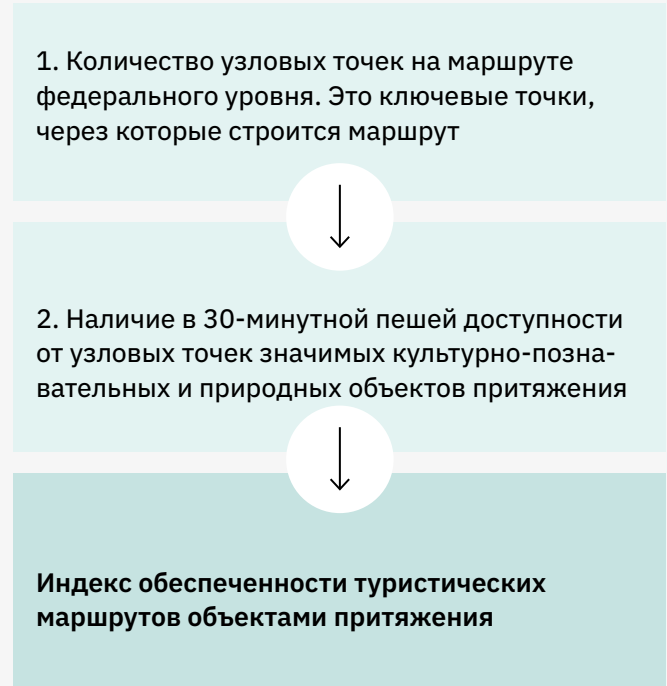 1. Количество узловых точек на маршруте
федерального уровня. Это ключевые точки,
через которые строится маршрут
2. Наличие в 30-минутной пешей доступности
от узловых точек значимых культурно-позна-
вательных и природных объектов притяжения
Индекс обеспеченности туристических
маршрутов объектами притяжения